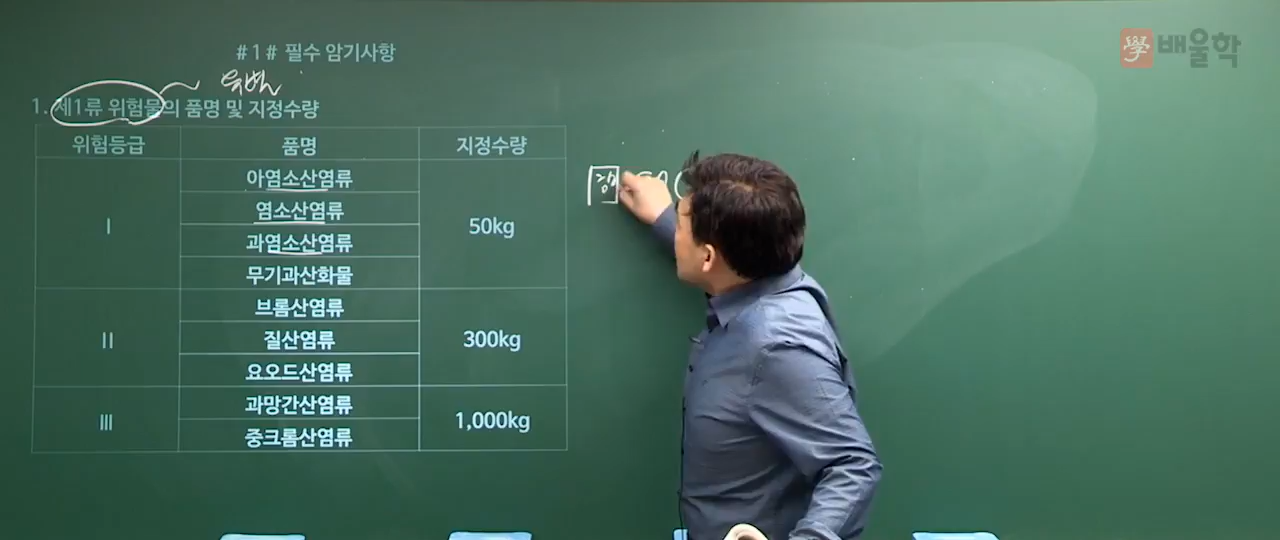 #1# 필수 암기사항
學 배울학
1. 제1류 위험물의 품명 및 지정수량
위험등급 품명 지정수량
아염소산염류
염소산염류
Ⅰ 50kg
과염소산염류
무기과산화물
브롬산염류
Ⅱ 질산염류 300kg
요오드산염류
과망간산염류
Ⅲ 1,000kg
중크롬산염류